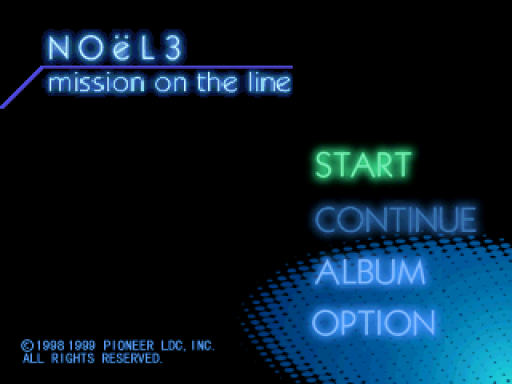 NOëL3
mission on the line
START
CONTINUE
ALBUM
OPTION
©1998 1999 PIONEER LDC, INC.
ALL RIGHTS RESERVED.